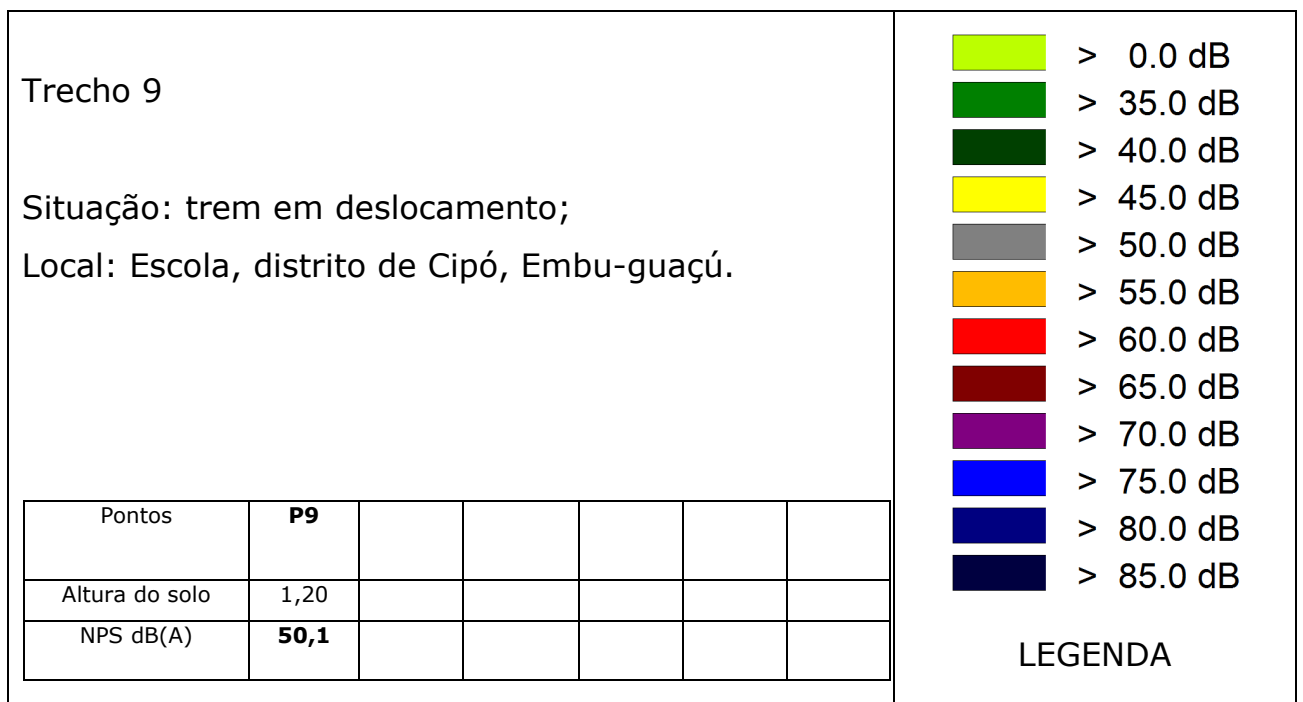 Trecho 9
Situação: trem em deslocamento;
Local: Escola, distrito de Cipó, Embu-guaçú.
Pontos P9
Altura do solo 1,20
NPS dB(A) 50,1
> 0.0 dB
> 35.0 dB
> 40.0 dB
> 45.0 dB
> 50.0 dB
> 55.0 dB
> 60.0 dB
> 65.0 dB
> 70.0 dB
> 75.0 dB
> 80.0 dB
> 85.0 dB
LEGENDA